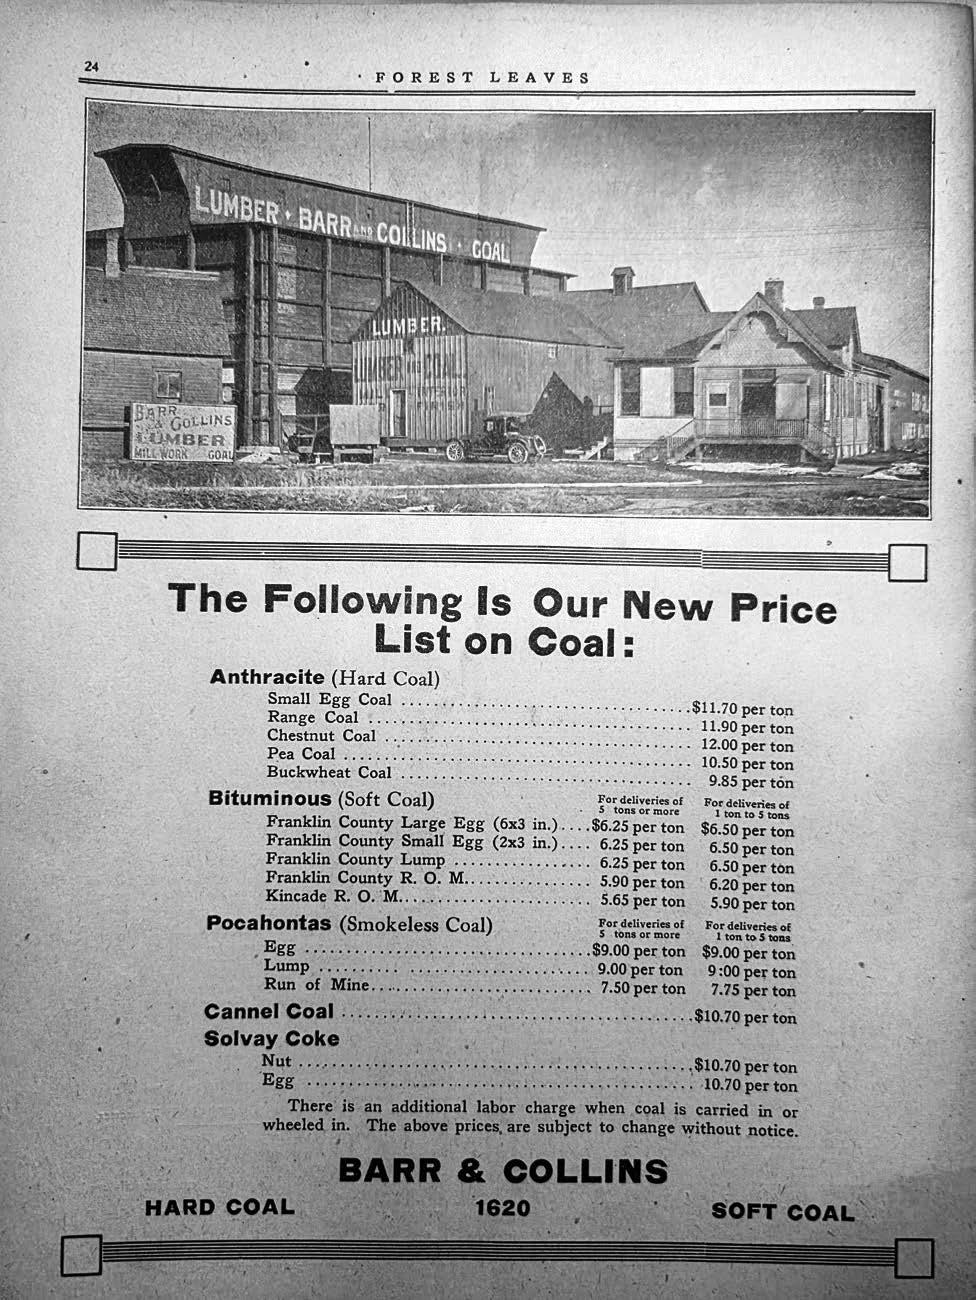 24
FOREST LEAVES
LUMBER · BARR AND COLLINS · COAL
LUMBER.
LUMBER AND COAL
BARR
& COLLINS
LUMBER
MILL WORK COAL
The Following Is Our New Price
List on Coal:
Anthracite (Hard Coal)
Small Egg Coal ........ $11.70 per ton
Range Coal ........ 11.90 per ton
Chestnut Coal ........ 12.00 per ton
Pea Coal ........ 10.50 per ton
Buckwheat Coal ........ 9.85 per ton
Bituminous (Soft Coal) For deliveries of 5 tons or more For deliveries of 1 ton to 5 tons
Franklin County Large Egg (6x3 in.).... $6.25 per ton $6.50 per ton
Franklin County Small Egg (2x3 in.).... 6.25 per ton 6.50 per ton
Franklin County Lump ........ 6.25 per ton 6.50 per ton
Franklin County R. O. M......... 5.90 per ton 6.20 per ton
Kincade R. O. M......... 5.65 per ton 5.90 per ton
Pocahontas (Smokeless Coal) For deliveries of 5 tons or more For deliveries of 1 ton to 5 tons
Egg ........ $9.00 per ton $9.00 per ton
Lump ........ 9.00 per ton 9:00 per ton
Run of Mine........ 7.50 per ton 7.75 per ton
Cannel Coal ........ $10.70 per ton
Solvay Coke
Nut ........ $10.70 per ton
Egg ........ 10.70 per ton
There is an additional labor charge when coal is carried in or
wheeled in. The above prices are subject to change without notice.
BARR & COLLINS
HARD COAL 1620 SOFT COAL